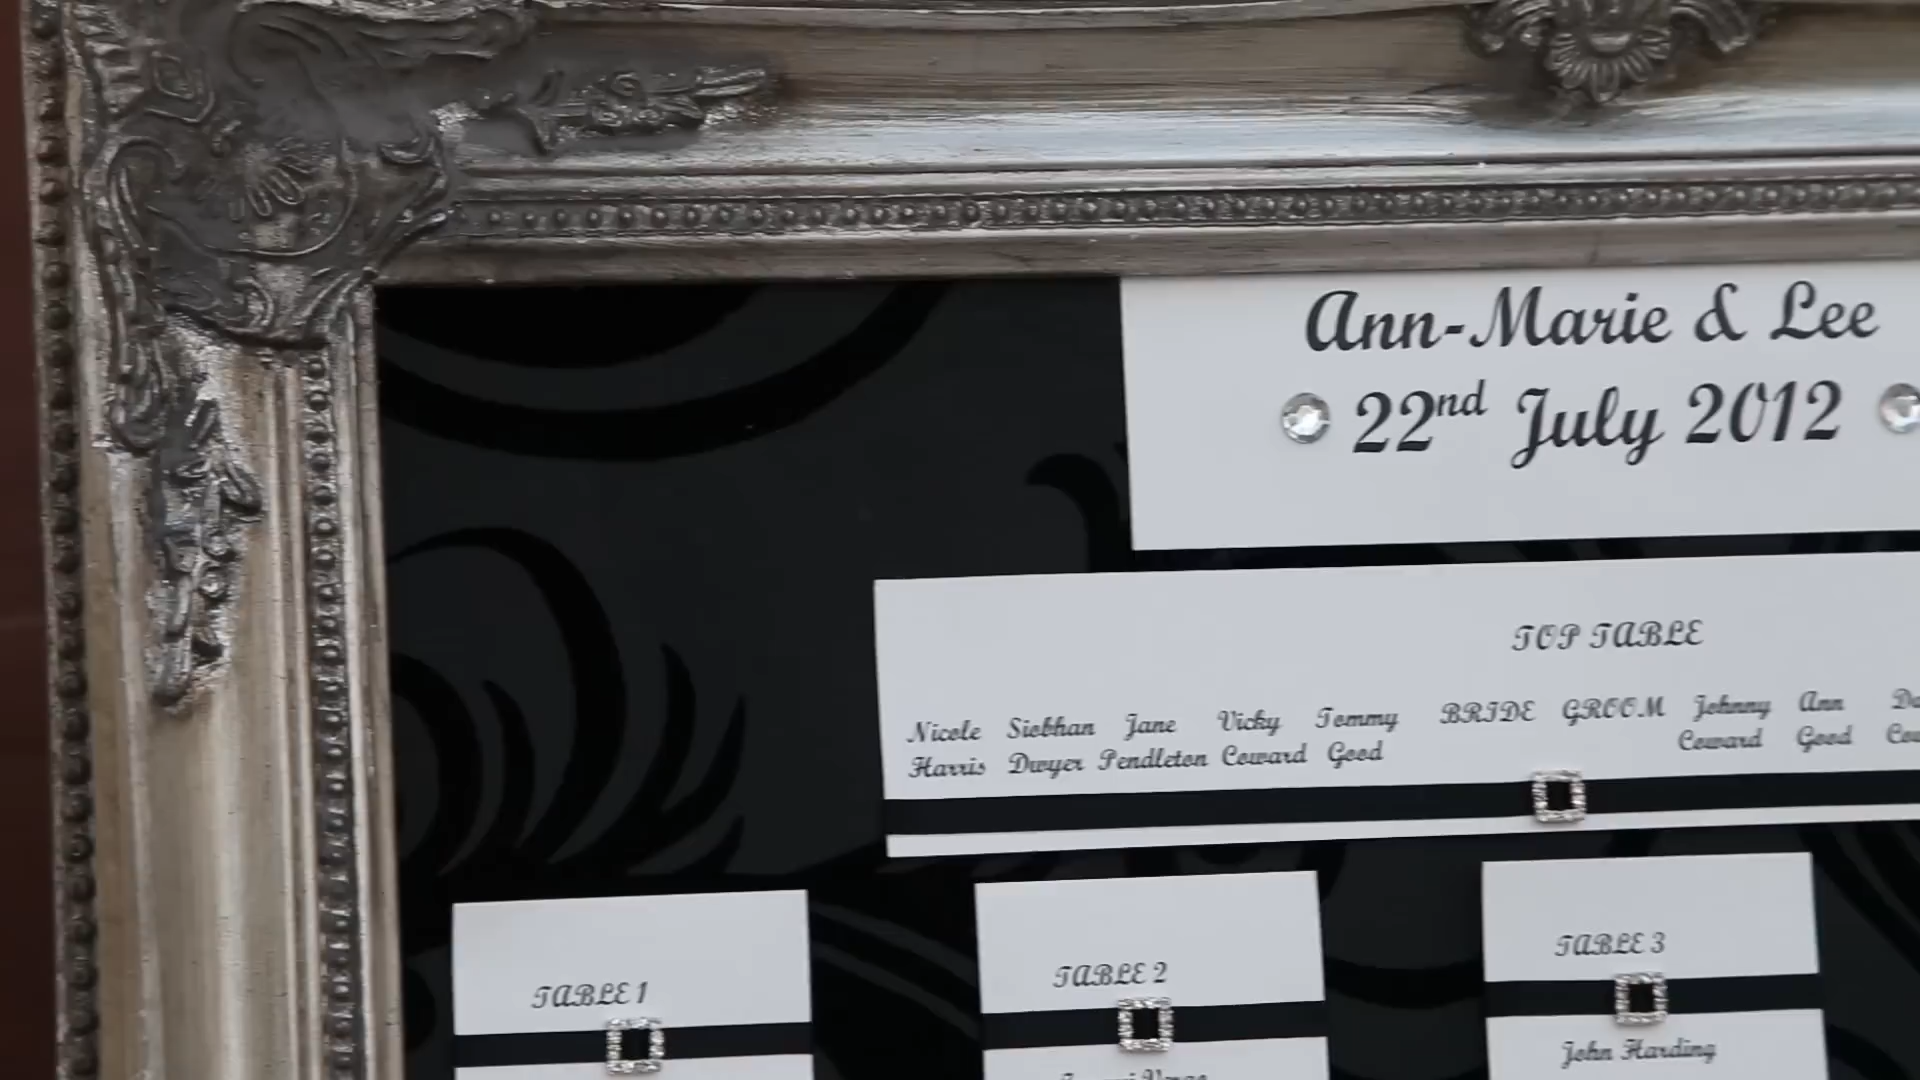 Ann-Marie & Lee
22nd July 2012
TOP TABLE
Nicole Siobhan Jane Vicky Tommy BRIDE GROOM Johnny Ann
Harris Dwyer Pendleton Coward Good Coward Good
TABLE 1 TABLE 2 TABLE 3
John Harding